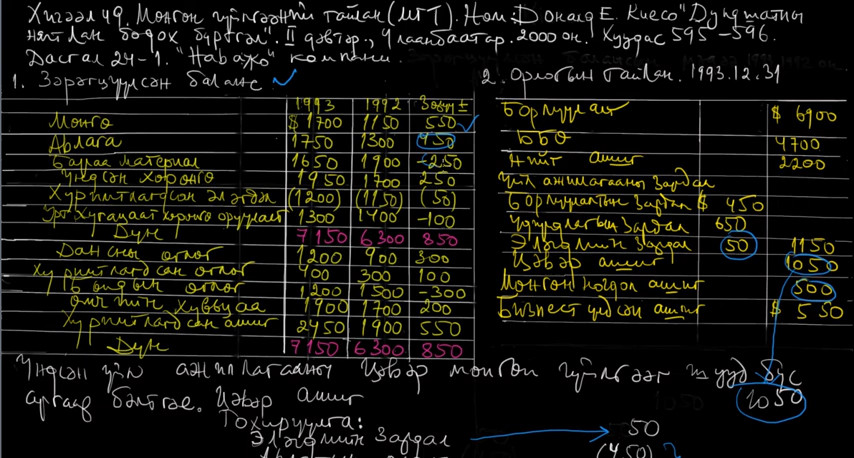 Хичээл 49. Мөнгөн гүйлгээний тайлан (МГТ). Ном: Доналд Е. Киесо "Дунд шатны
нягтлан бодох бүртгэл". II дэвтэр., Улаанбаатар. 2000 он. Хуудас 595-596.
Дасгал 24-1. "Наважо" компани.
1. Зэрэгцүүлсэн баланс ✓
1993 1992 Зөрүү ±
Мөнгө $1700 1150 550
Авлага 1750 1300 450
Бараа материал 1650 1900 -250
Үндсэн хөрөнгө 1950 1700 250
Хуримтлагдсан элэгдэл (1200) (1150) (50)
Урт хугацаат хөрөнгө оруулалт 1300 1400 -100
Дүн 7150 6300 850
Дансны өглөг 1200 900 300
Хуримтлагдсан өглөг 400 300 100
Бондын өглөг 1200 1500 -300
Энгийн хувьцаа 1900 1700 200
Хуримтлагдсан ашиг 2450 1900 550
Дүн 7150 6300 850
2. Орлогын тайлан. 1993.12.31
Борлуулалт $ 6900
ББӨ 4700
Нийт ашиг 2200
Үйл ажиллагааны зардал
Борлуулалтын зардал $ 450
Удирдлагын зардал 650
Элэгдлийн зардал 50 1150
Цэвэр ашиг 1050
Мөнгөн ногдол ашиг 500
Бизнест үлдсэн ашиг $ 550
Үндсэн үйл ажиллагааны цэвэр мөнгөн гүйлгээг шууд бус
аргаар бэлтгэе. Цэвэр ашиг 1050
Тохируулга:
Элэгдлийн зардал 50
(450)